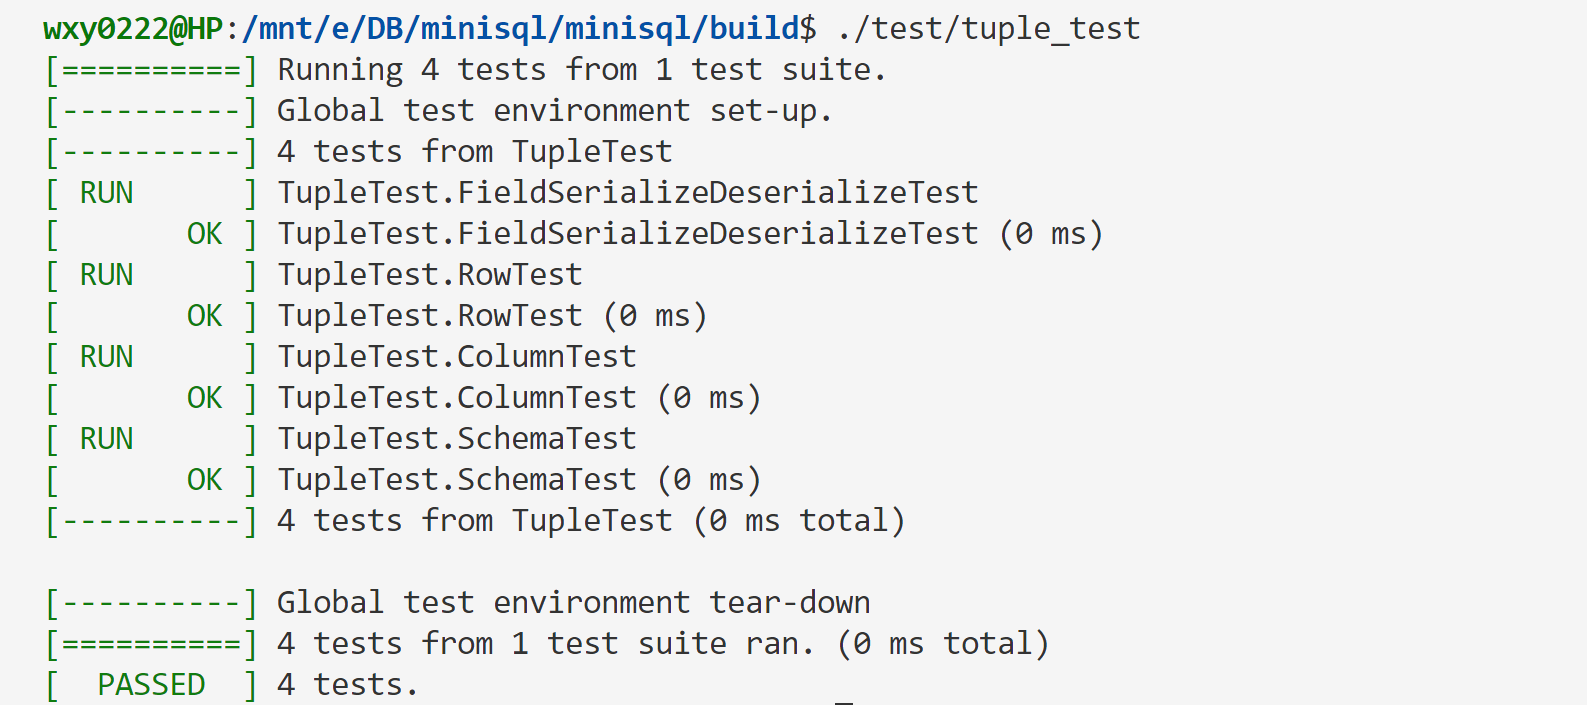 wxy0222@HP:/mnt/e/DB/minisql/minisql/build$ ./test/tuple_test
[==========] Running 4 tests from 1 test suite.
[----------] Global test environment set-up.
[----------] 4 tests from TupleTest
[ RUN      ] TupleTest.FieldSerializeDeserializeTest
[       OK ] TupleTest.FieldSerializeDeserializeTest (0 ms)
[ RUN      ] TupleTest.RowTest
[       OK ] TupleTest.RowTest (0 ms)
[ RUN      ] TupleTest.ColumnTest
[       OK ] TupleTest.ColumnTest (0 ms)
[ RUN      ] TupleTest.SchemaTest
[       OK ] TupleTest.SchemaTest (0 ms)
[----------] 4 tests from TupleTest (0 ms total)

[----------] Global test environment tear-down
[==========] 4 tests from 1 test suite ran. (0 ms total)
[  PASSED  ] 4 tests.